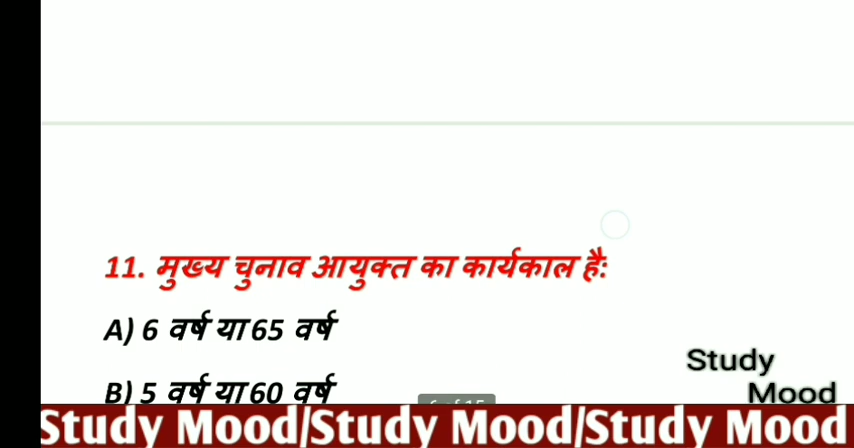 11. मुख्य चुनाव आयुक्त का कार्यकाल है:
A) 6 वर्ष या 65 वर्ष
Study
Mood
B) 5 वर्ष या 60 वर्ष
Study Mood/Study Mood/Study Mood